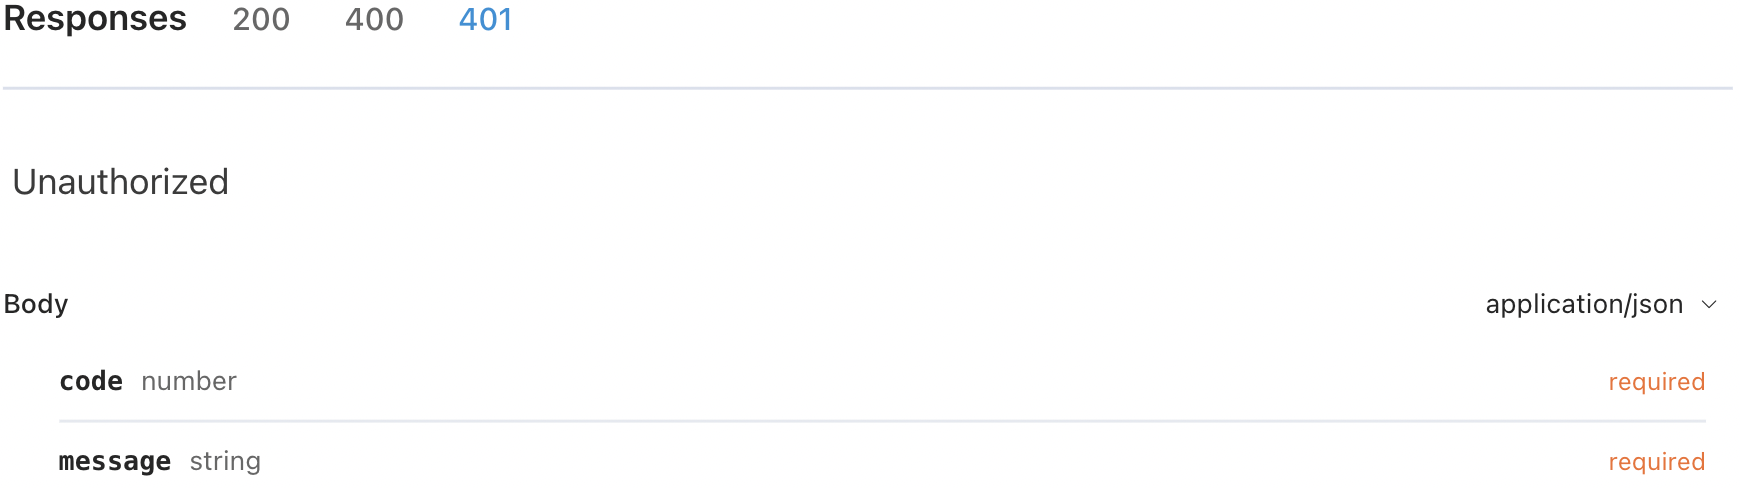 Responses 200 400 401
Unauthorized
Body application/json
code number required
message string required